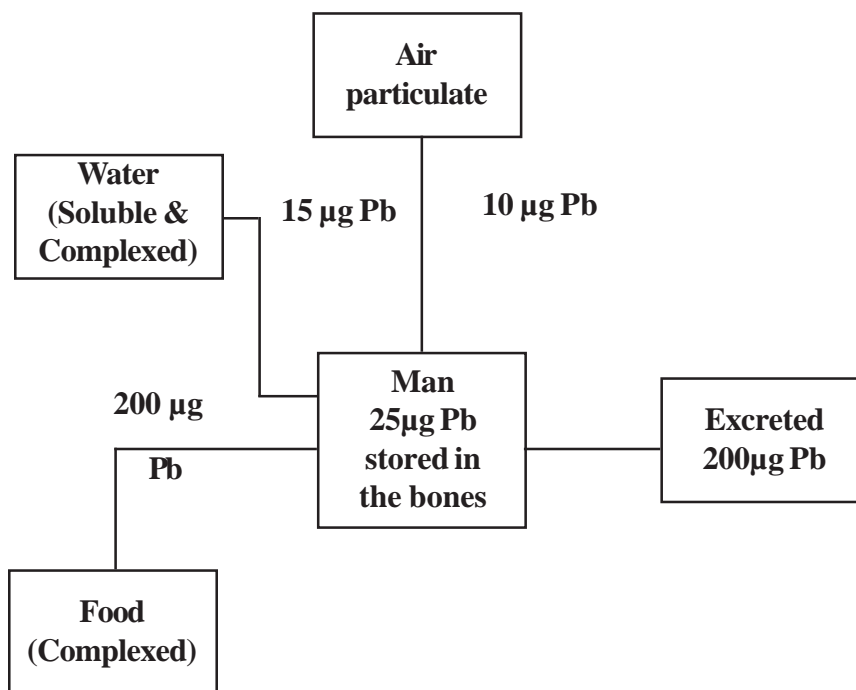 Air
particulate
Water
(Soluble &
Complexed)
15 µg Pb
10 µg Pb
Man
25µg Pb
stored in
the bones
200 µg
Pb
Excreted
200µg Pb
Food
(Complexed)